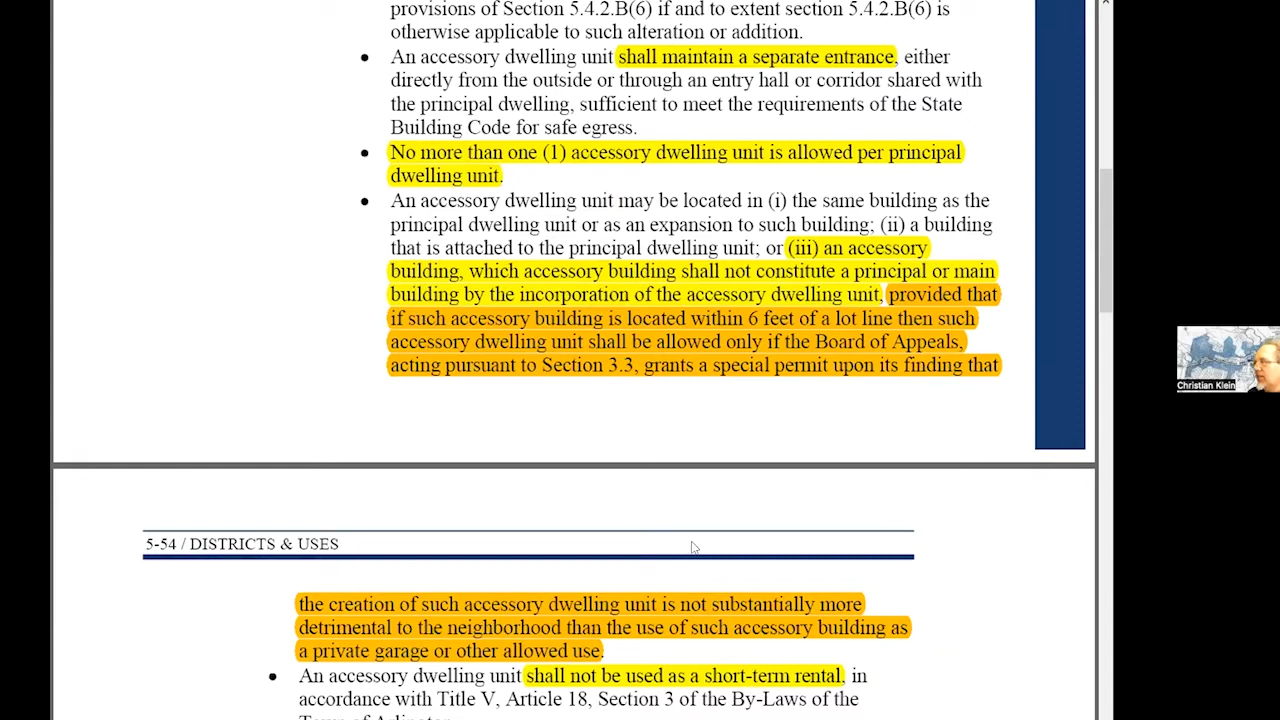 provisions of Section 5.4.2.B(6) if and to extent section 5.4.2.B(6) is
otherwise applicable to such alteration or addition.
• An accessory dwelling unit shall maintain a separate entrance, either
directly from the outside or through an entry hall or corridor shared with
the principal dwelling, sufficient to meet the requirements of the State
Building Code for safe egress.
• No more than one (1) accessory dwelling unit is allowed per principal
dwelling unit.
• An accessory dwelling unit may be located in (i) the same building as the
principal dwelling unit or as an expansion to such building; (ii) a building
that is attached to the principal dwelling unit; or (iii) an accessory
building, which accessory building shall not constitute a principal or main
building by the incorporation of the accessory dwelling unit, provided that
if such accessory building is located within 6 feet of a lot line then such
accessory dwelling unit shall be allowed only if the Board of Appeals,
acting pursuant to Section 3.3, grants a special permit upon its finding that
Christian Klein
5-54 / DISTRICTS & USES
the creation of such accessory dwelling unit is not substantially more
detrimental to the neighborhood than the use of such accessory building as
a private garage or other allowed use.
• An accessory dwelling unit shall not be used as a short-term rental, in
accordance with Title V, Article 18, Section 3 of the By-Laws of the
Town of Arlington